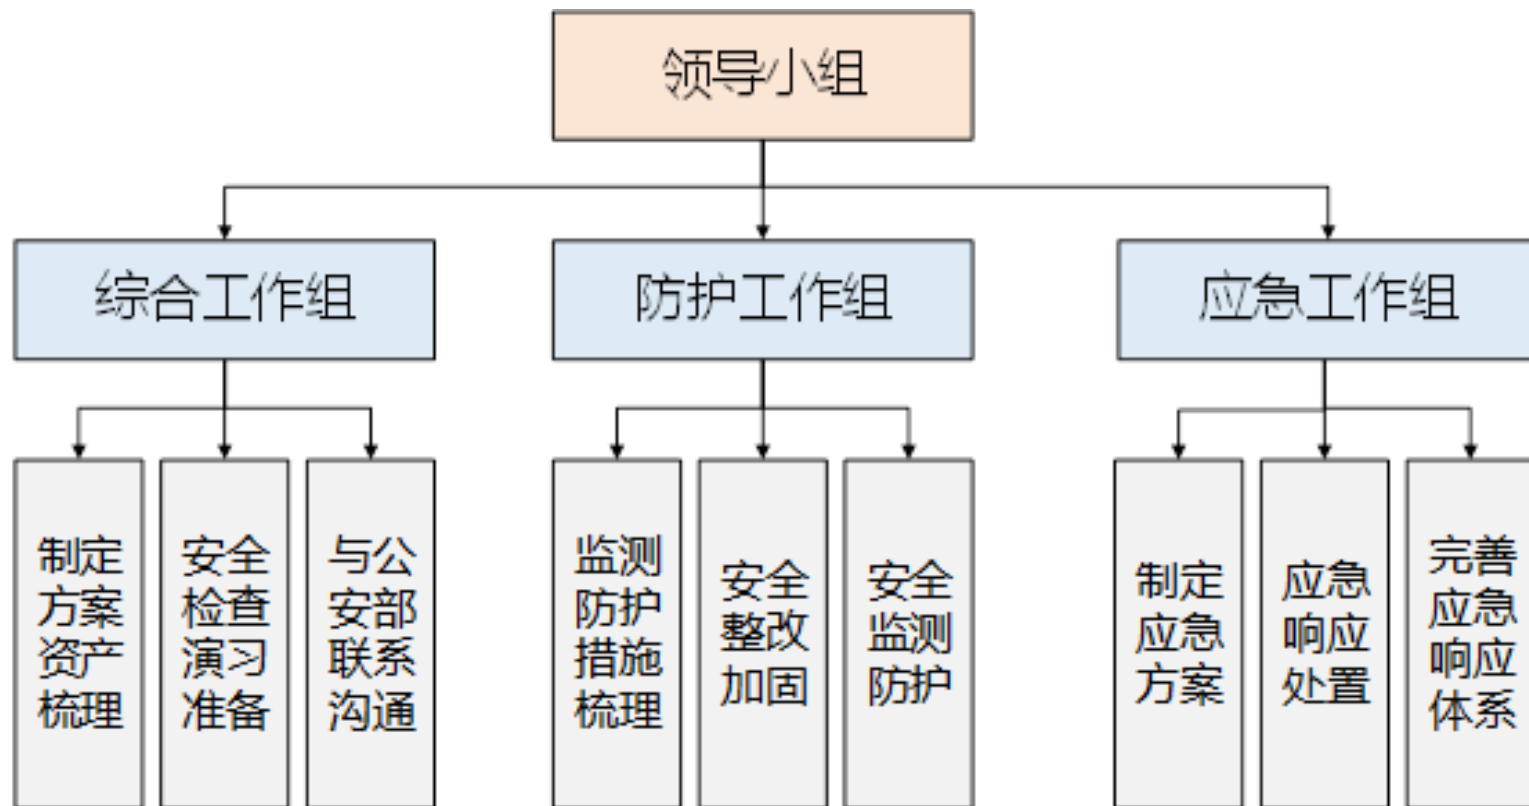 领导小组
综合工作组
防护工作组
应急工作组
制定
方案
资产
梳理
安全
检查
演习
准备
与公
安部
联系
沟通
监测
防护
措施
梳理
安全
整改
加固
安全
监测
防护
制定
应急
方案
应急
响应
处置
完善
应急
响应
体系